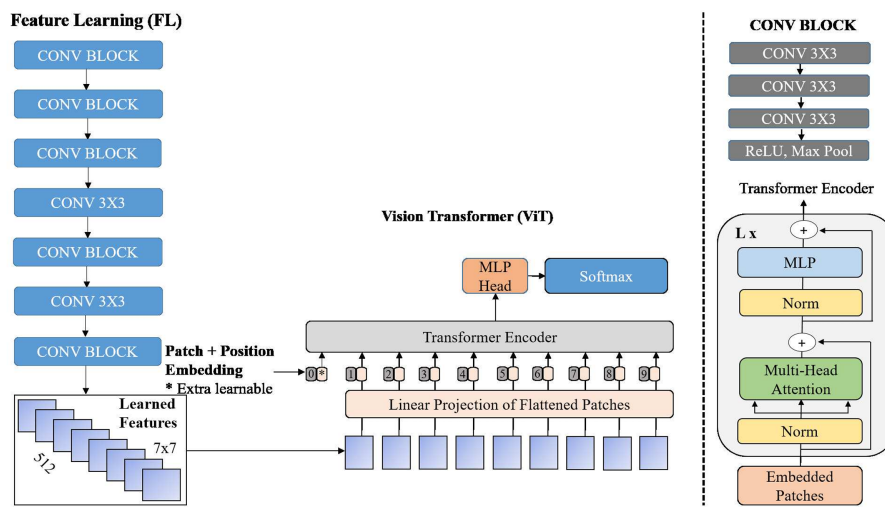 Feature Learning (FL)
CONV BLOCK
CONV BLOCK
CONV BLOCK
CONV 3X3
CONV BLOCK
CONV 3X3
CONV BLOCK
Learned
Features
7x7
512
Patch + Position
Embedding
* Extra learnable
Vision Transformer (ViT)
MLP
Head
Softmax
Transformer Encoder
0 * 1 2 3 4 5 6 7 8 9
Linear Projection of Flattened Patches
CONV BLOCK
CONV 3X3
CONV 3X3
CONV 3X3
ReLU, Max Pool
Transformer Encoder
L x
+
MLP
Norm
+
Multi-Head
Attention
Norm
Embedded
Patches